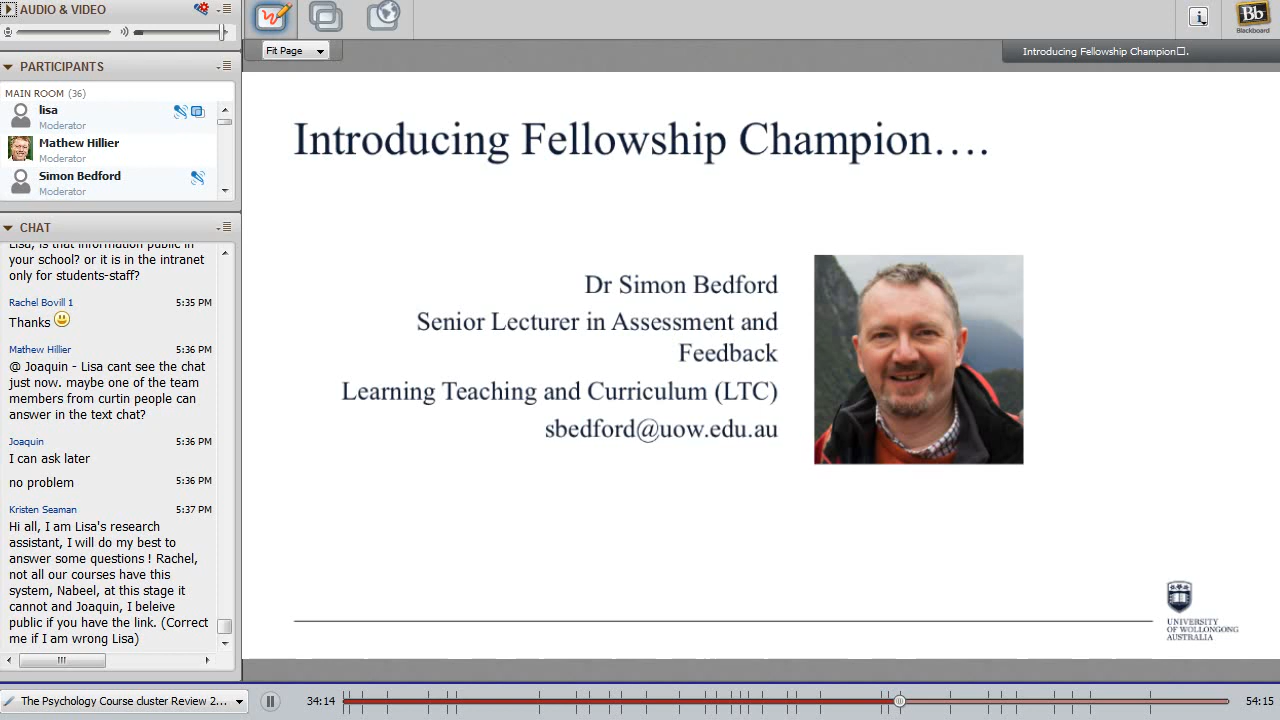 AUDIO & VIDEO
PARTICIPANTS
MAIN ROOM (36)
lisa
Moderator
Mathew Hillier
Moderator
Simon Bedford
Moderator
CHAT
Lisa, is that information public in
your school? or it is in the intranet
only for students-staff?
Rachel Bovill 1 5:35 PM
Thanks
Mathew Hillier 5:36 PM
@ Joaquin - Lisa cant see the chat
just now. maybe one of the team
members from curtin people can
answer in the text chat?
Joaquin 5:36 PM
I can ask later
no problem 5:36 PM
Kristen Seaman 5:37 PM
Hi all, I am Lisa's research
assistant, I will do my best to
answer some questions ! Rachel,
not all our courses have this
system, Nabeel, at this stage it
cannot and Joaquin, I beleive
public if you have the link. (Correct
me if I am wrong Lisa)
The Psychology Course cluster Review 2...
Fit Page
Introducing Fellowship Champion□.
Bb
Blackboard
Introducing Fellowship Champion….
Dr Simon Bedford
Senior Lecturer in Assessment and
Feedback
Learning Teaching and Curriculum (LTC)
sbedford@uow.edu.au
UNIVERSITY
OF WOLLONGONG
AUSTRALIA
34:14
54:15